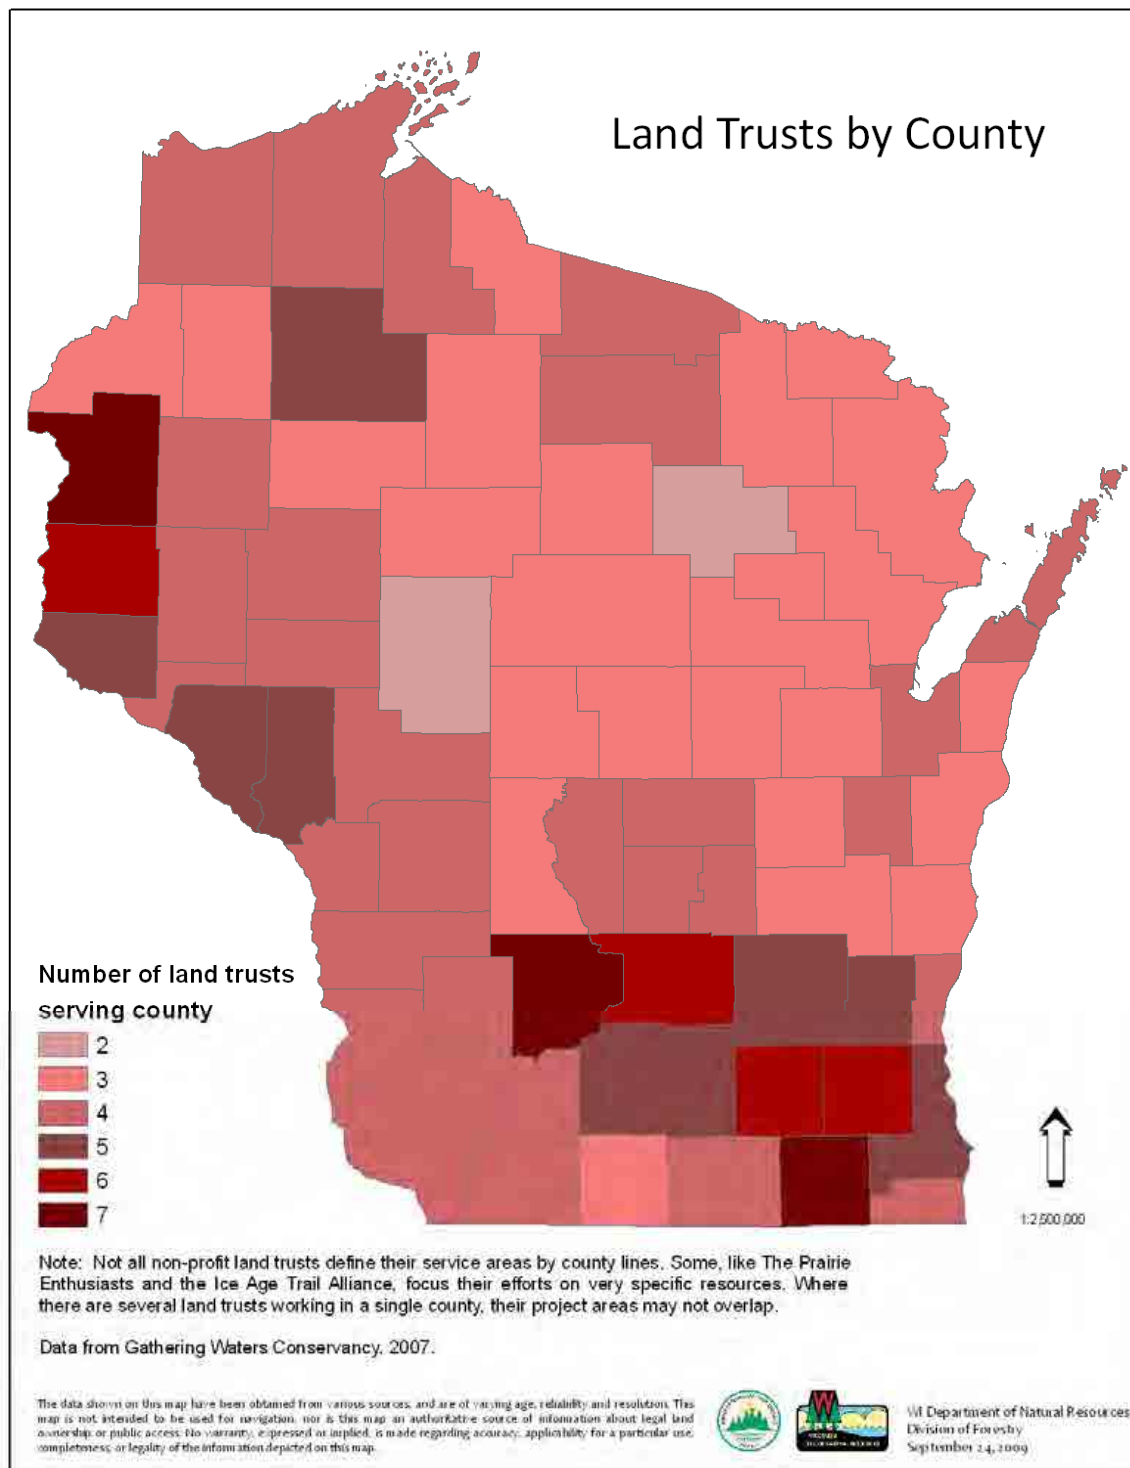 Land Trusts by County
Number of land trusts
serving county
2
3
4
5
6
7
1:2,500,000
Note: Not all non-profit land trusts define their service areas by county lines. Some, like The Prairie
Enthusiasts and the Ice Age Trail Alliance, focus their efforts on very specific resources. Where
there are several land trusts working in a single county, their project areas may not overlap.
Data from Gathering Waters Conservancy, 2007.
The data shown on this map have been obtained from various sources, and are of varying age, reliability and resolution. This
map is not intended to be used for navigation, nor is this map an authoritative source of information about legal land
ownership or public access. No warranty, expressed or implied, is made regarding accuracy, applicability for a particular use,
completeness, or legality of the information depicted on this map.
WI Department of Natural Resources
Division of Forestry
September 24, 2009